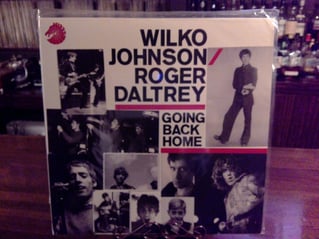 WILKO
JOHNSON/
ROGER
DALTREY
GOING
BACK
HOME